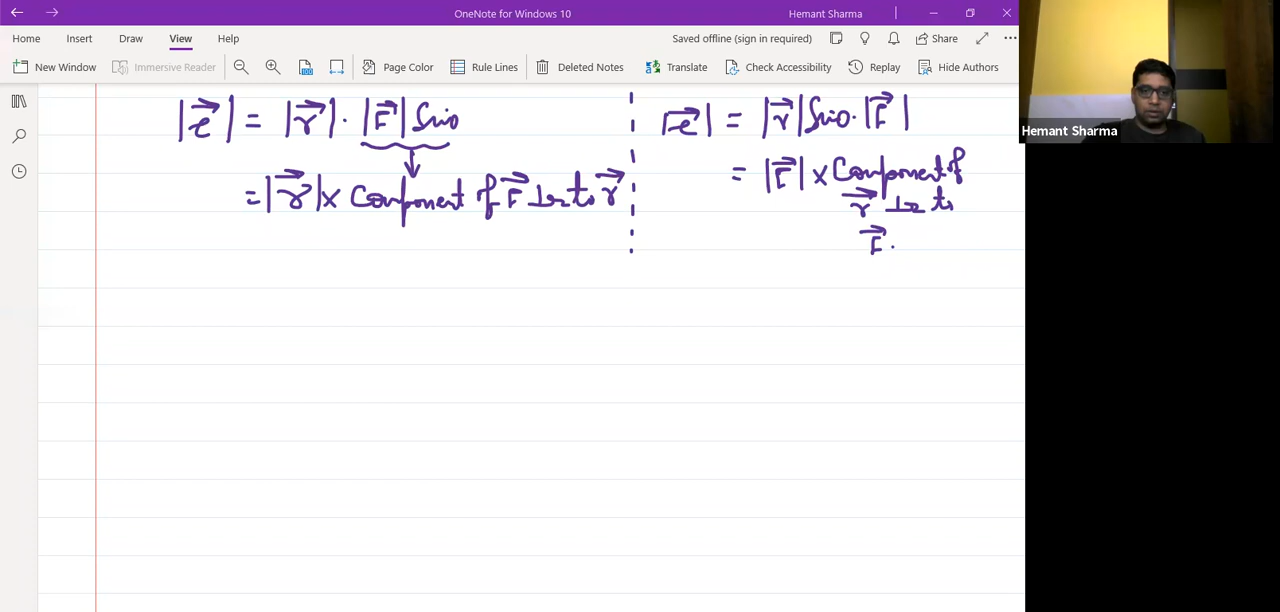 OneNote for Windows 10
Hemant Sharma
Home Insert Draw View Help
Saved offline (sign in required)
Share
New Window
Immersive Reader
100
Page Color
Rule Lines
Deleted Notes
Translate
Check Accessibility
Replay
Hide Authors
Hemant Sharma
|τ⃗| = |r⃗| · |F⃗| Sinθ
= |r⃗| × Component of F⃗ ⊥r to r⃗
|τ⃗| = |r⃗| Sinθ · |F⃗|
= |F⃗| × Component of
r⃗ ⊥r to
F⃗ .